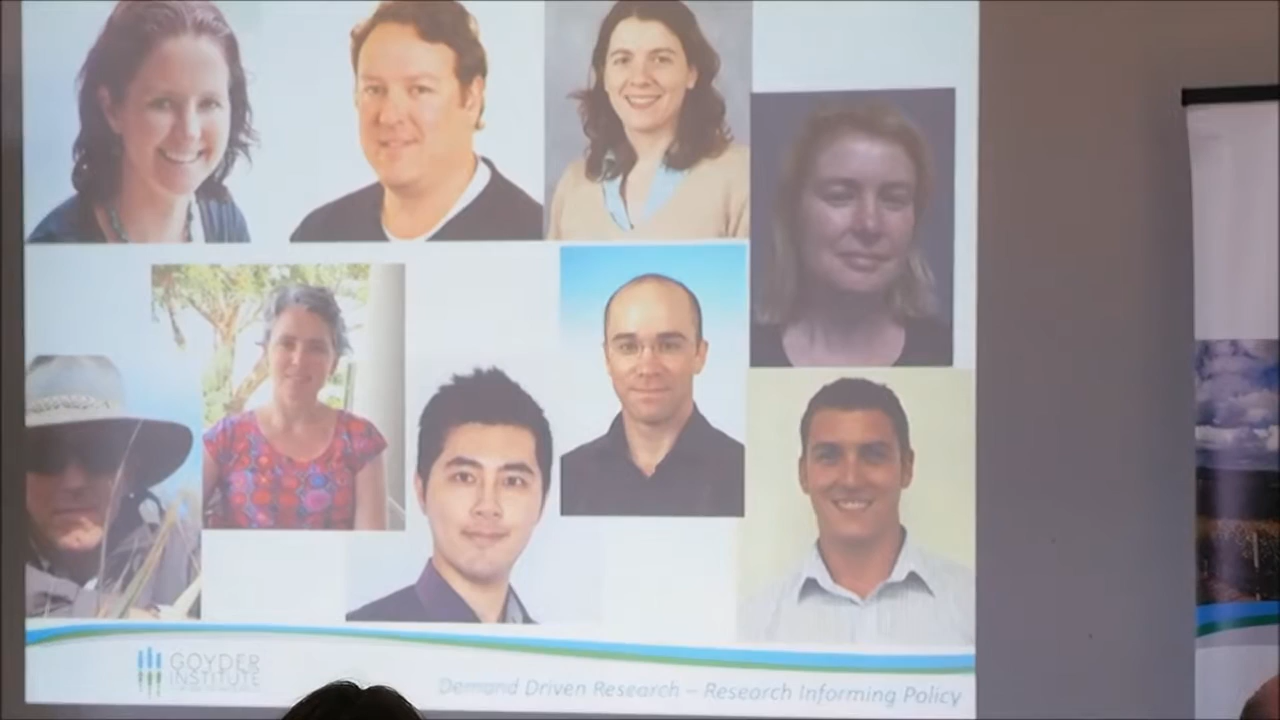 GOYDER
INSTITUTE
Demand Driven Research – Research Informing Policy